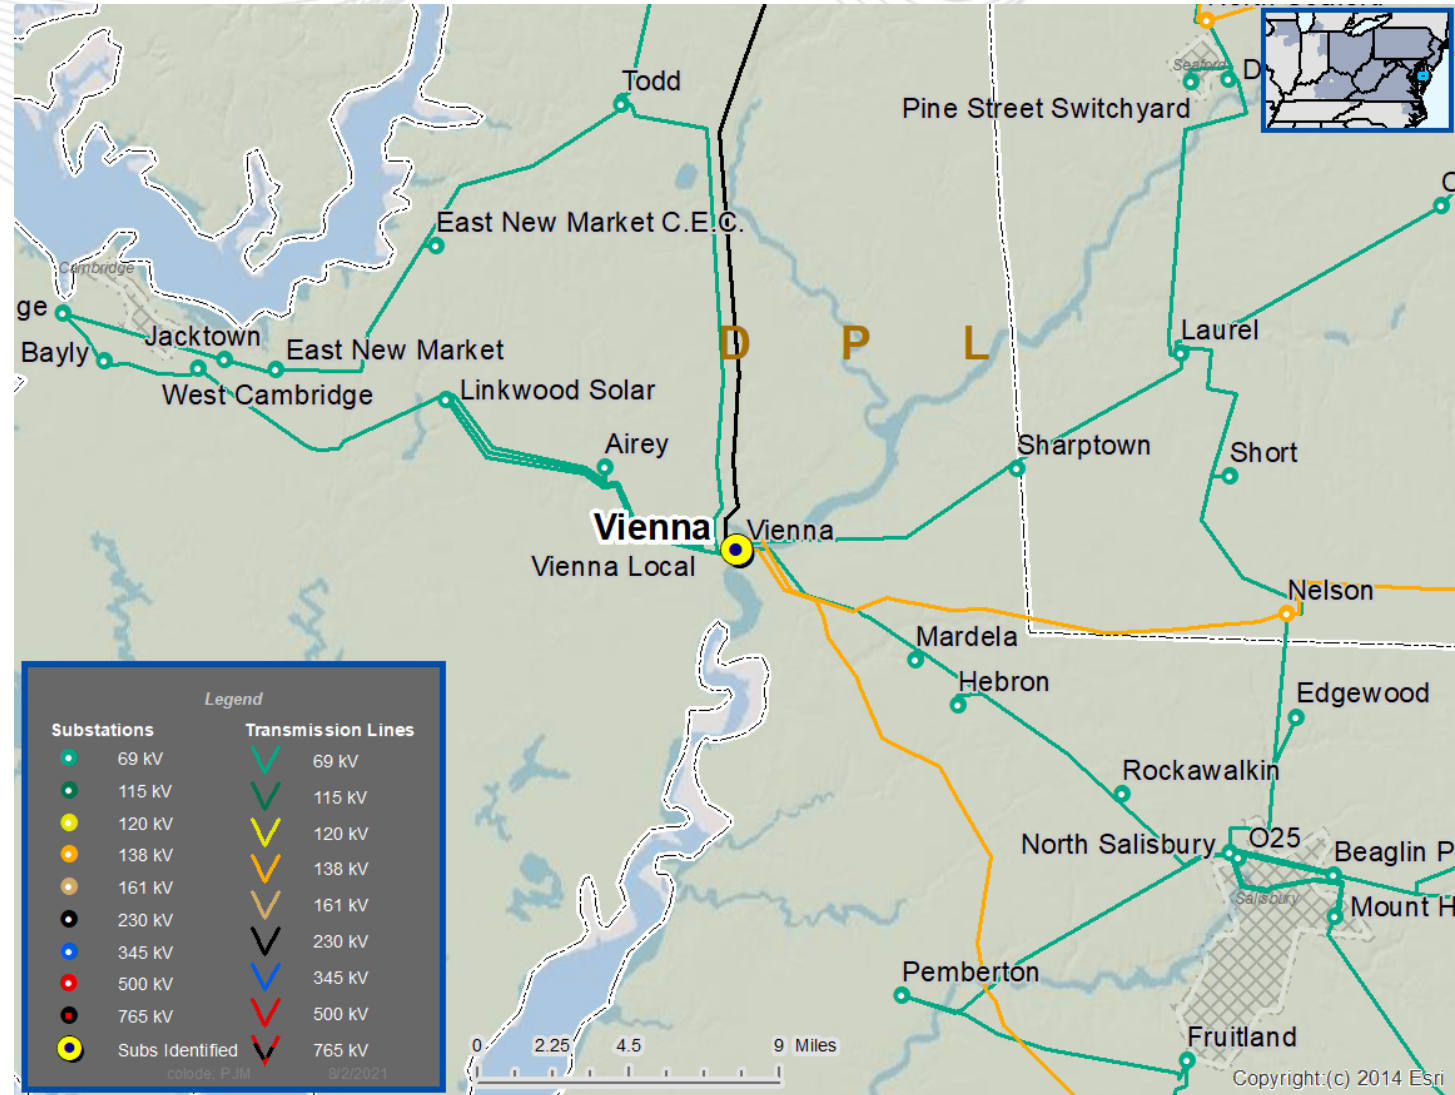 Todd
Seaford
D
Pine Street Switchyard
East New Market C.E.C.
C
Cambridge
ge
Jacktown
Bayly
East New Market
West Cambridge
Linkwood Solar
D P L
Laurel
Airey
Sharptown
Short
Vienna
Vienna
Vienna Local
Nelson
Mardela
Hebron
Edgewood
Rockawalkin
North Salisbury
O25
Beaglin P
Salisbury
Mount H
Pemberton
Fruitland
Legend
Substations Transmission Lines
69 kV 69 kV
115 kV 115 kV
120 kV 120 kV
138 kV 138 kV
161 kV 161 kV
230 kV 230 kV
345 kV 345 kV
500 kV 500 kV
765 kV 765 kV
Subs Identified
colode: PJM 8/2/2021
0 2.25 4.5 9 Miles
Copyright:(c) 2014 Esri